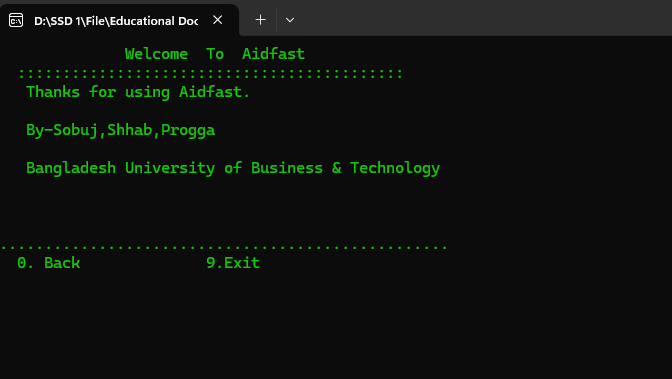 D:\SSD 1\File\Educational Doc
Welcome To Aidfast
:::::::::::::::::::::::::::::::::::::::::::
Thanks for using Aidfast.
By-Sobuj,Shhab,Progga
Bangladesh University of Business & Technology
..................................................
0. Back 9.Exit